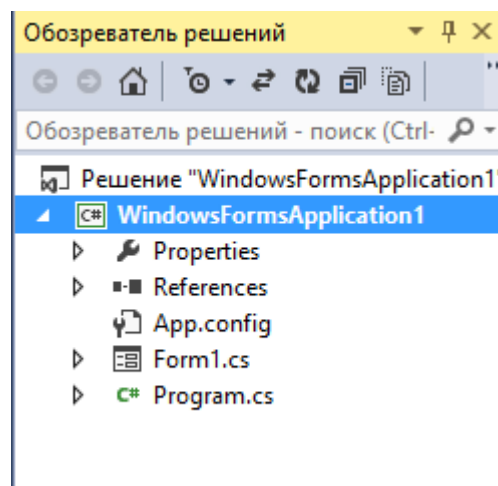 Обозреватель решений
Обозреватель решений - поиск (Ctrl-
Решение "WindowsFormsApplication1"
C# WindowsFormsApplication1
Properties
References
App.config
Form1.cs
C# Program.cs